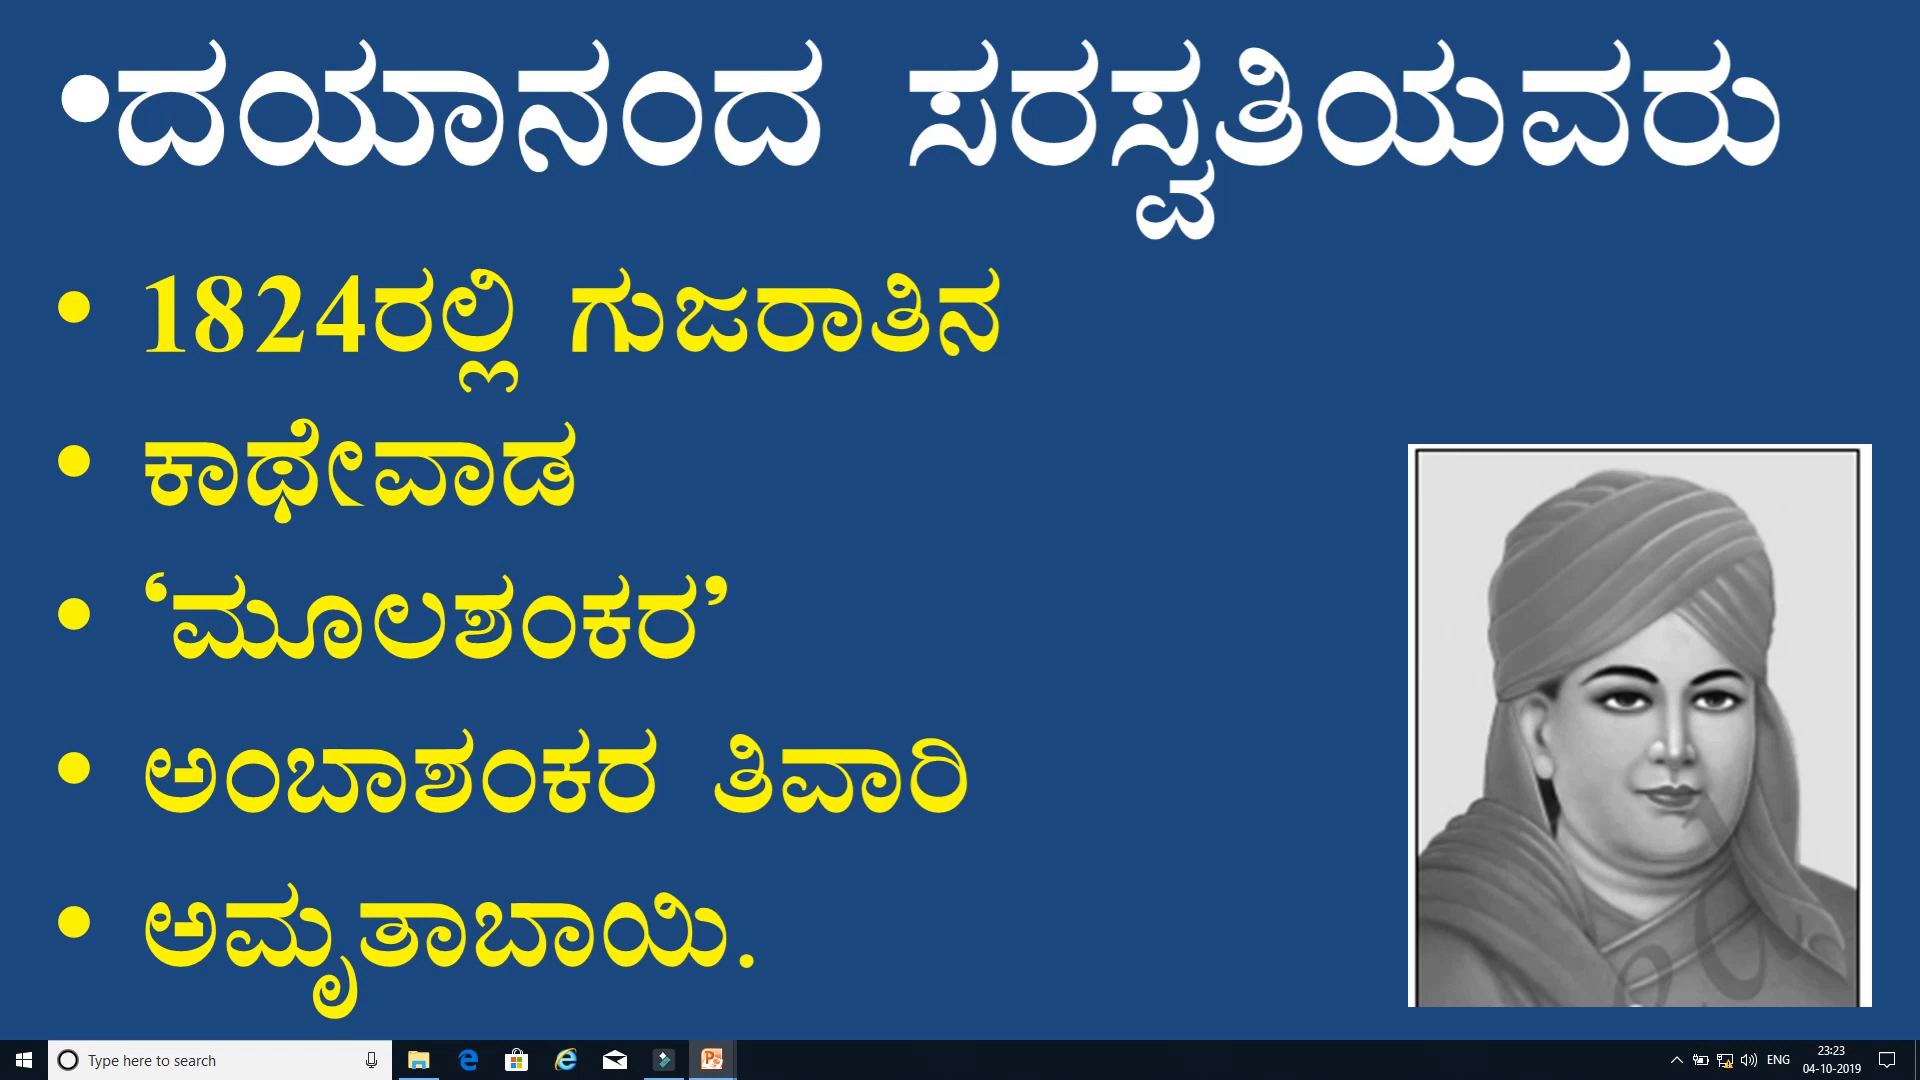 •ದಯಾನಂದ ಸರಸ್ವತಿಯವರು
• 1824ರಲ್ಲಿ ಗುಜರಾತಿನ
• ಕಾಥೇವಾಡ
• ‘ಮೂಲಶಂಕರ’
• ಅಂಬಾಶಂಕರ ತಿವಾರಿ
• ಅಮೃತಾಬಾಯಿ.
Type here to search
ENG
23:23
04-10-2019